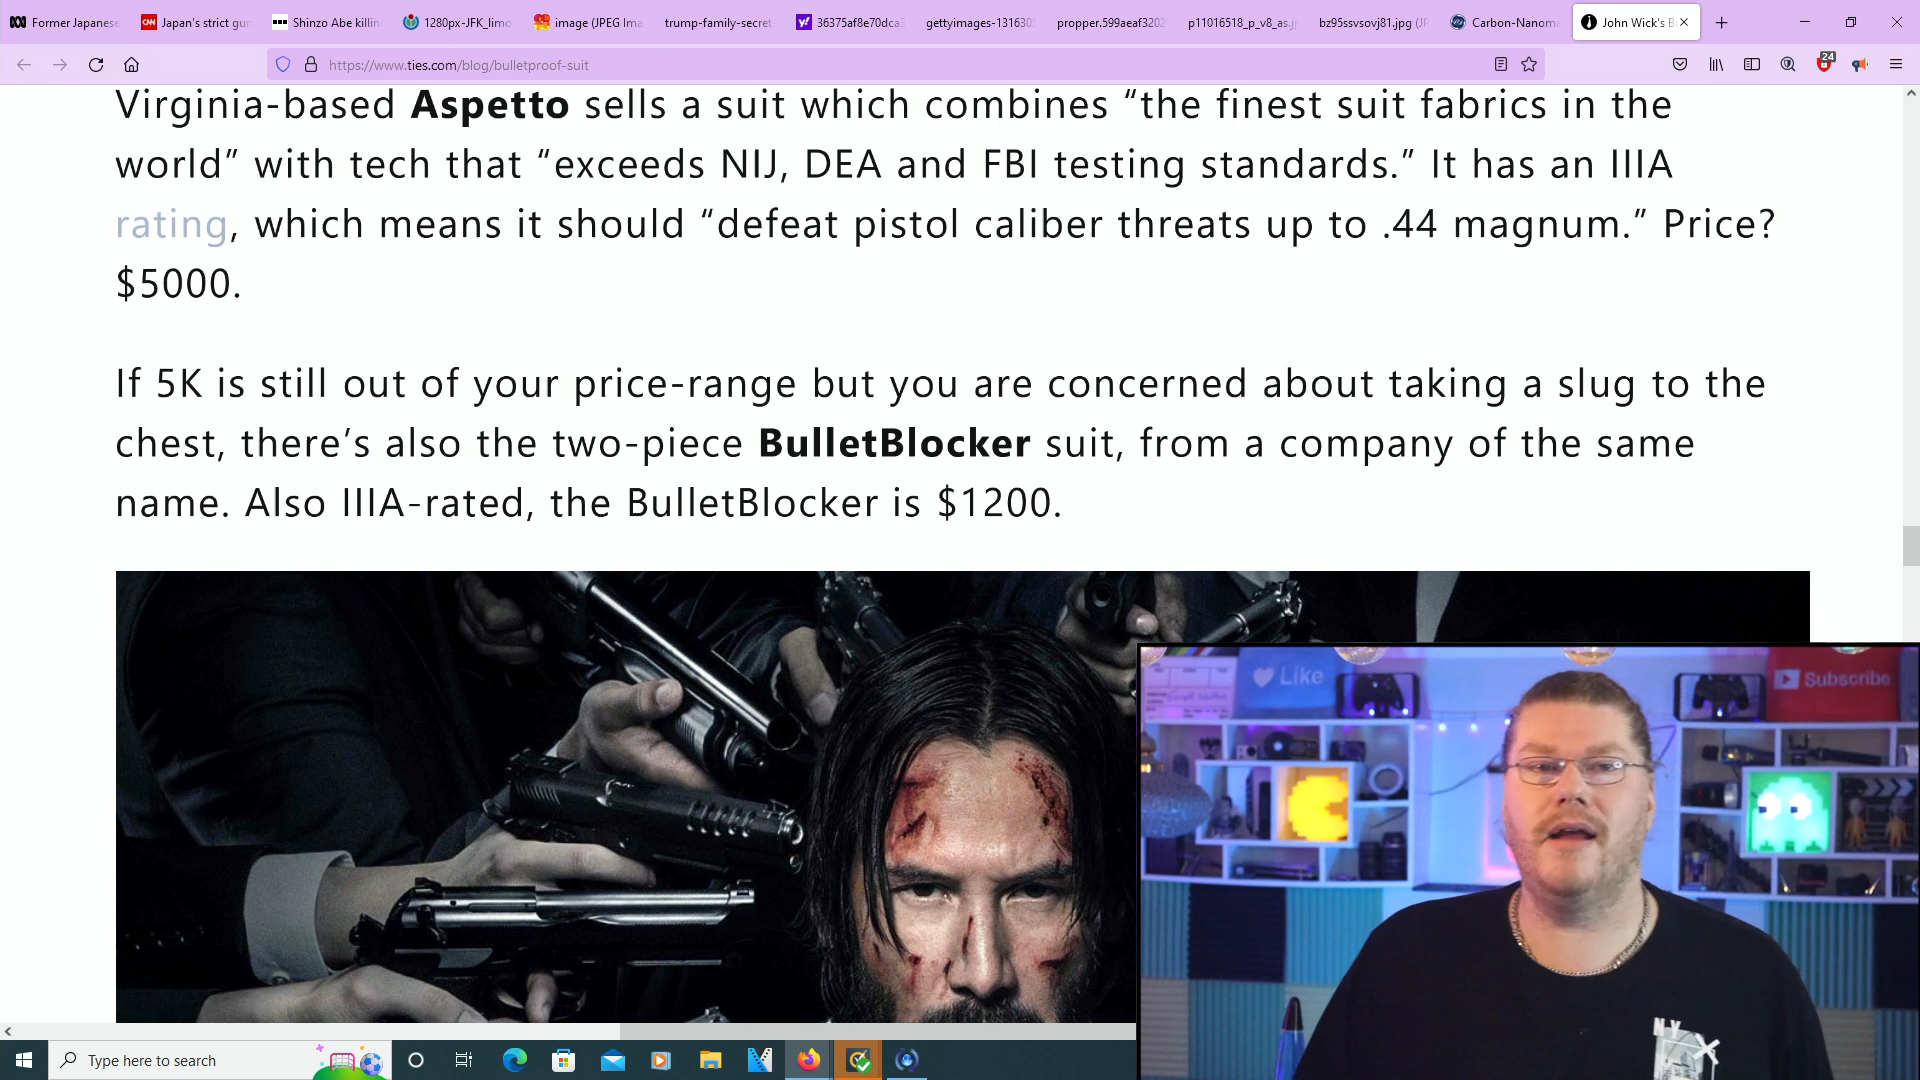 Former Japanese
Japan's strict gun
Shinzo Abe killin
1280px-JFK_limo
image (JPEG Ima
trump-family-secret
36375af8e70dca3
gettyimages-131630
propper.599aeaf3202
p11016518_p_v8_as.j
bz95ssvsovj81.jpg (JP
Carbon-Nanoma
John Wick's B
https://www.ties.com/blog/bulletproof-suit
24
Virginia-based Aspetto sells a suit which combines “the finest suit fabrics in the
world” with tech that “exceeds NIJ, DEA and FBI testing standards.” It has an IIIA
rating, which means it should “defeat pistol caliber threats up to .44 magnum.” Price?
$5000.
If 5K is still out of your price-range but you are concerned about taking a slug to the
chest, there’s also the two-piece BulletBlocker suit, from a company of the same
name. Also IIIA-rated, the BulletBlocker is $1200.
Like
Subscribe
NY
Type here to search